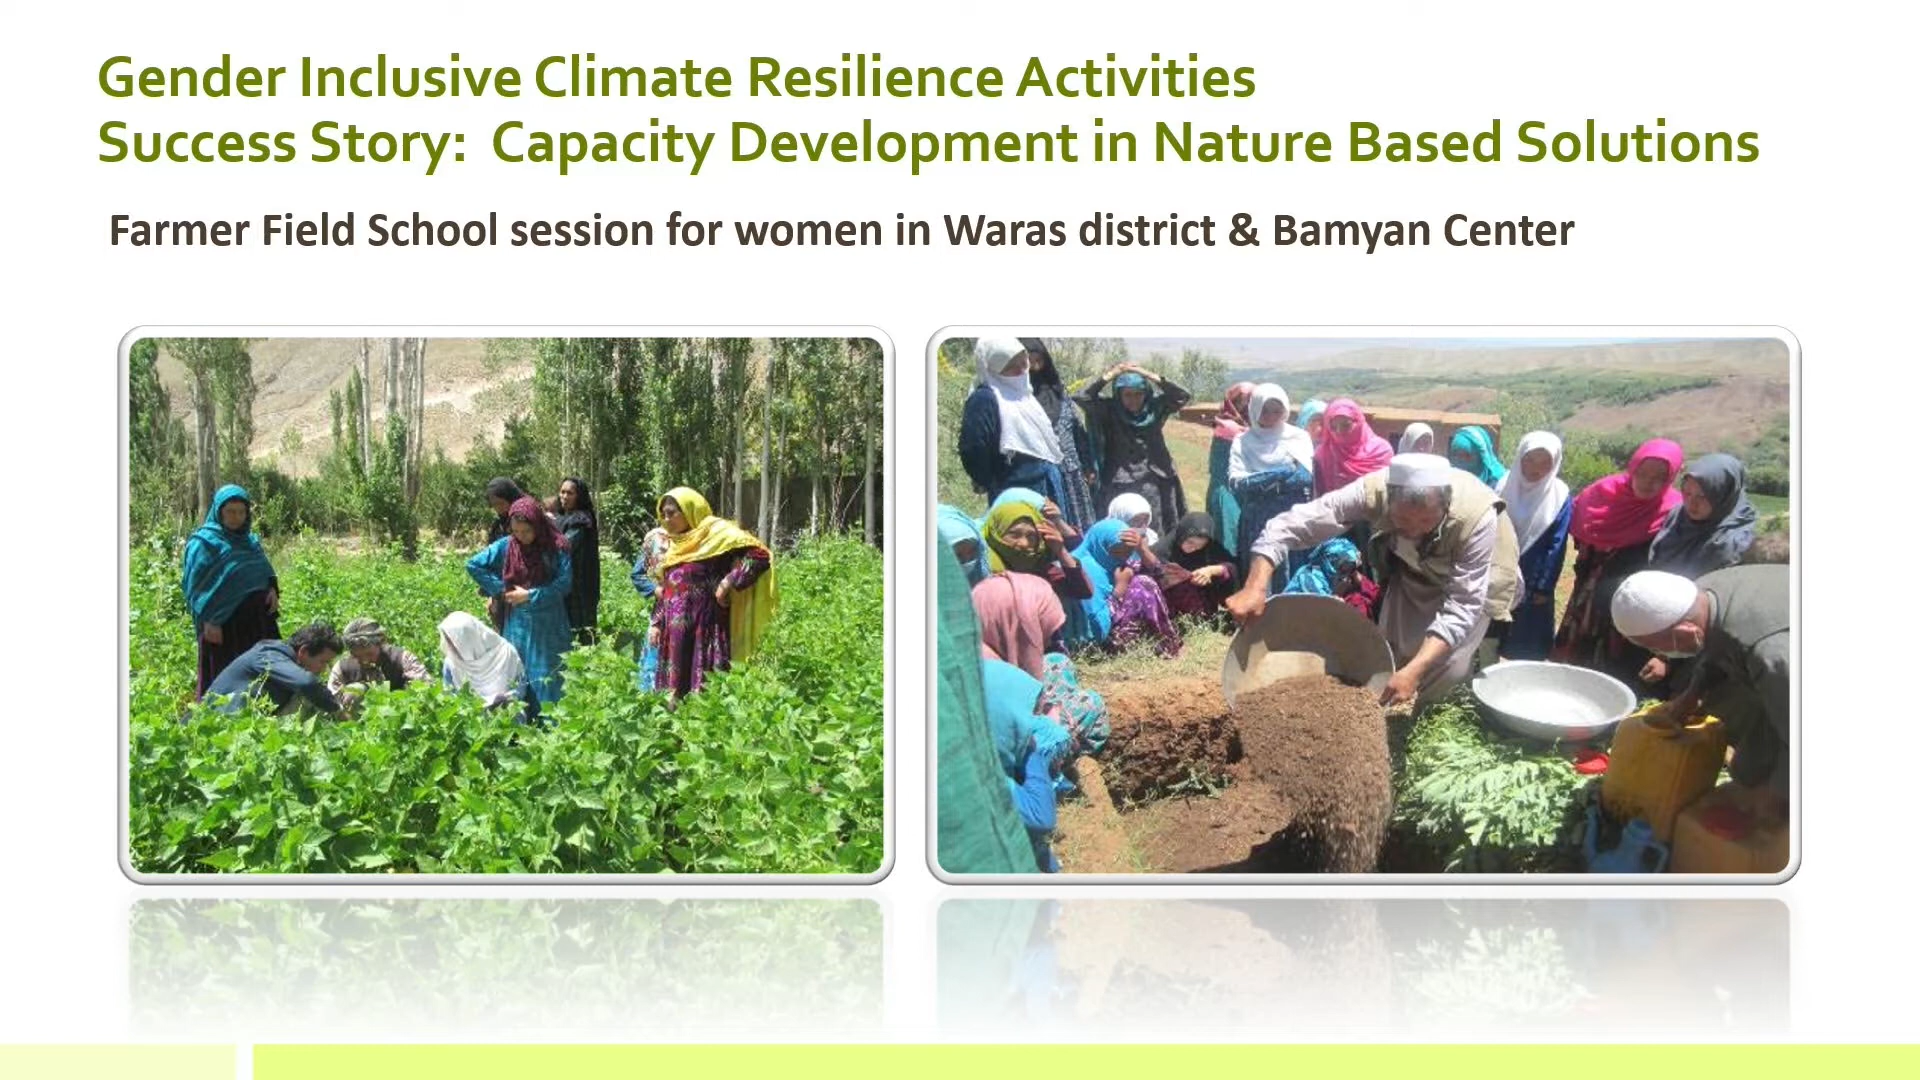 Gender Inclusive Climate Resilience Activities
Success Story:  Capacity Development in Nature Based Solutions
Farmer Field School session for women in Waras district & Bamyan Center